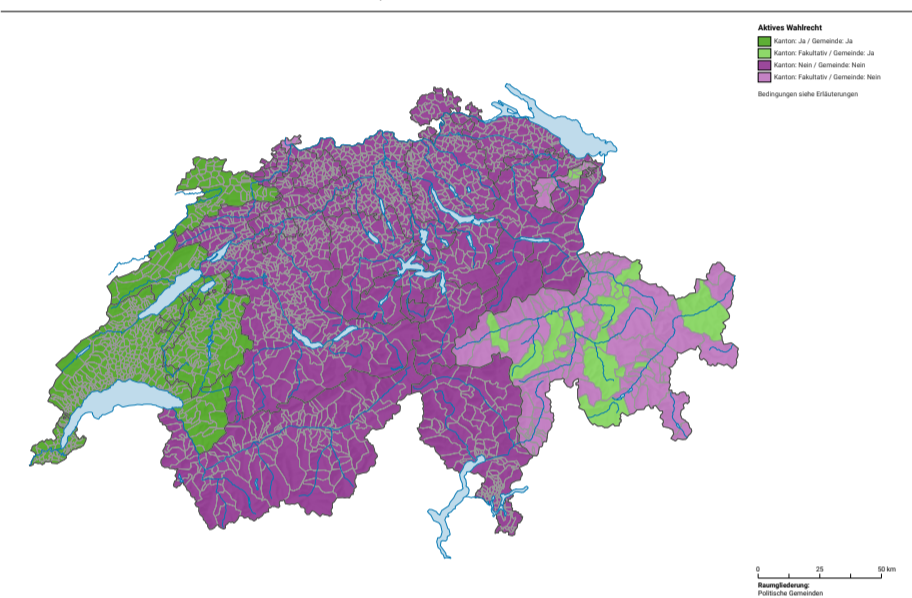 Aktives Wahlrecht
Kanton: Ja / Gemeinde: Ja
Kanton: Fakultativ / Gemeinde: Ja
Kanton: Nein / Gemeinde: Nein
Kanton: Fakultativ / Gemeinde: Nein
Bedingungen siehe Erläuterungen
0 25 50 km
Raumgliederung:
Politische Gemeinden